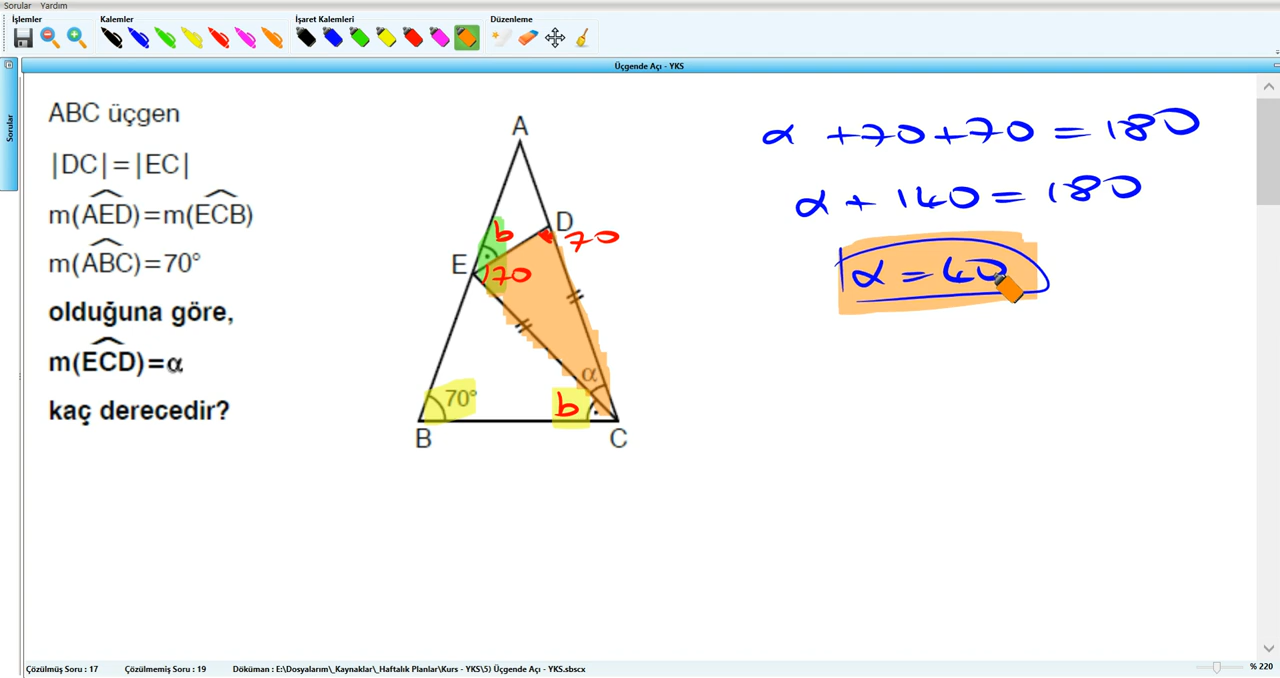 Sorular Yardım
İşlemler Kalemler İşaret Kalemleri Düzenleme
Üçgende Açı - YKS
Sorular
ABC üçgen
|DC|=|EC|
m(AED)=m(ECB)
m(ABC)=70°
olduğuna göre,
m(ECD)=α
kaç derecedir?
A
D
b
70
E
70
α
70°
b
B
C
α + 70 + 70 = 180
α + 140 = 180
α = 40
Çözülmüş Soru : 17 Çözülmemiş Soru : 19 Döküman : E:\Dosyalarım\_Kaynaklar\_Haftalık Planlar\Kurs - YKS\5) Üçgende Açı - YKS.sbscx % 220